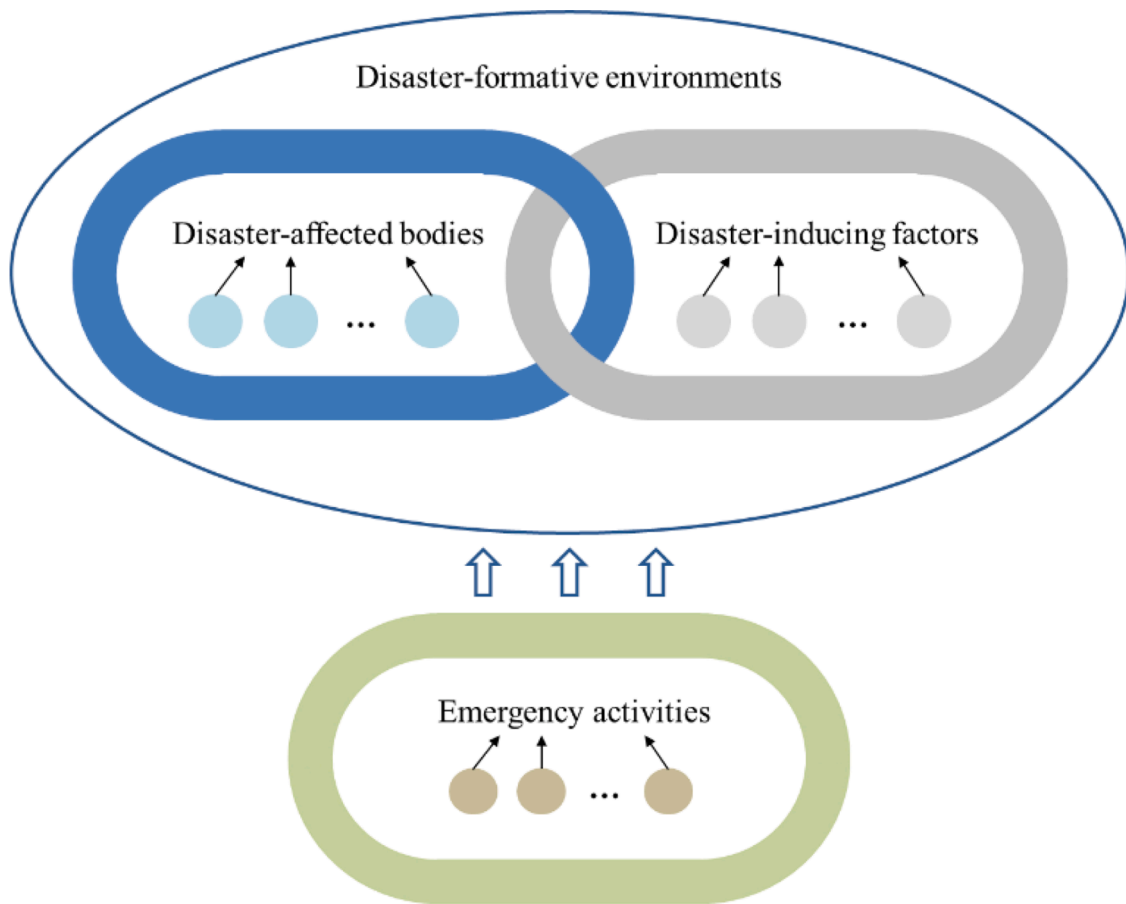 Disaster-formative environments
Disaster-affected bodies
Disaster-inducing factors
...
...
Emergency activities
...